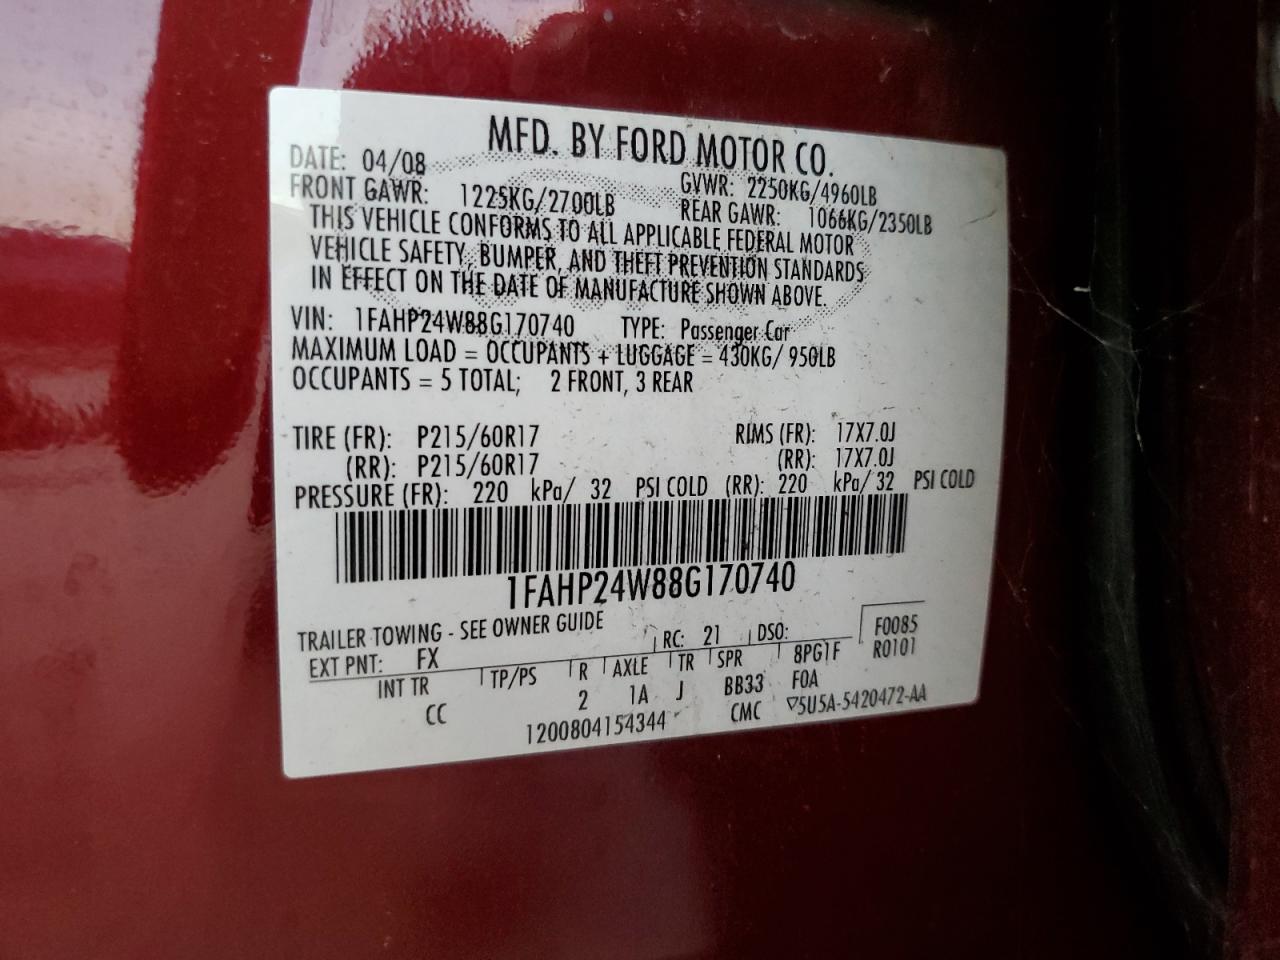 MFD. BY FORD MOTOR CO.
DATE: 04/08 GVWR: 2250KG/4960LB
FRONT GAWR: 1225KG/2700LB REAR GAWR: 1066KG/2350LB
THIS VEHICLE CONFORMS TO ALL APPLICABLE FEDERAL MOTOR
VEHICLE SAFETY, BUMPER, AND THEFT PREVENTION STANDARDS
IN EFFECT ON THE DATE OF MANUFACTURE SHOWN ABOVE.
VIN: 1FAHP24W88G170740 TYPE: Passenger Car
MAXIMUM LOAD = OCCUPANTS + LUGGAGE = 430KG/ 950LB
OCCUPANTS = 5 TOTAL; 2 FRONT, 3 REAR
TIRE (FR): P215/60R17 RIMS (FR): 17X7.0J
(RR): P215/60R17 (RR): 17X7.0J
PRESSURE (FR): 220 kPa/ 32 PSI COLD (RR): 220 kPa/ 32 PSI COLD
1FAHP24W88G170740
TRAILER TOWING - SEE OWNER GUIDE
EXT PNT: FX RC: 21 DSO: F0085
INT TR TP/PS R AXLE TR SPR 8PG1F R0101
CC 2 1A J BB33 FOA
1200804154344 CMC ▽5U5A-5420472-AA